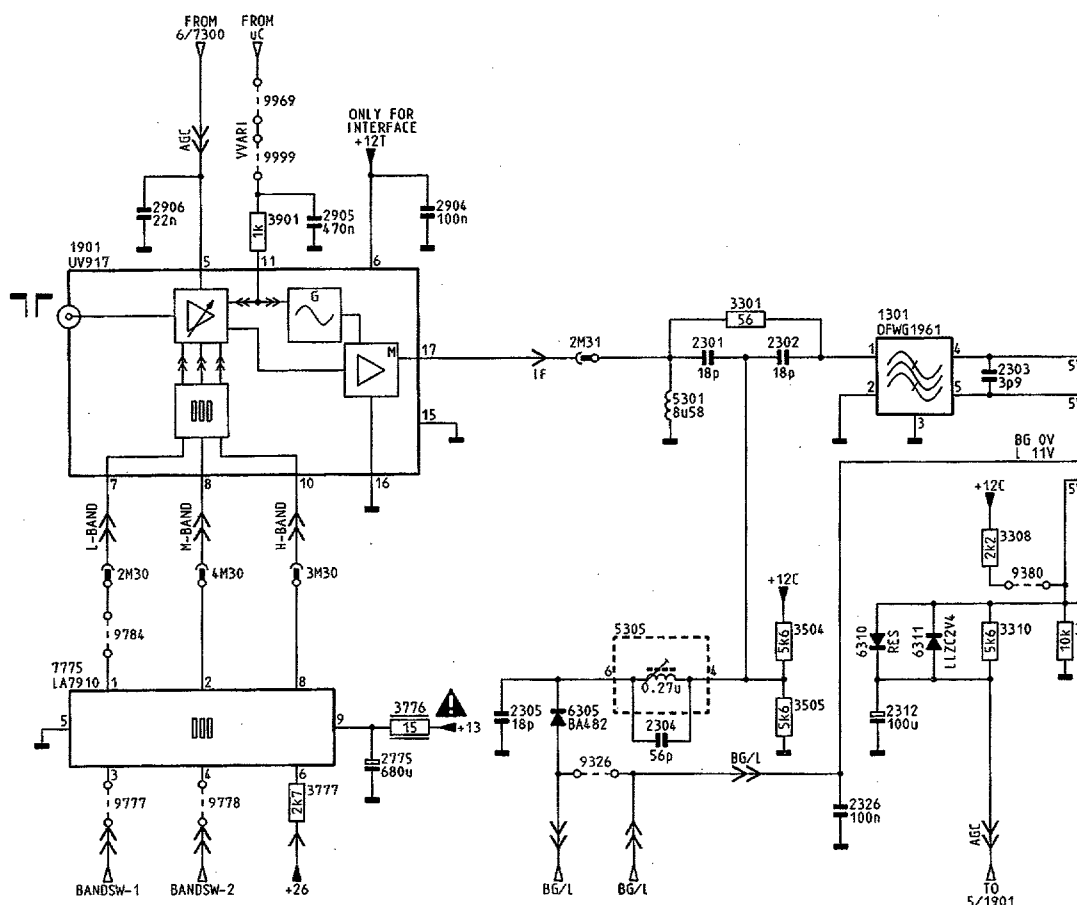 FROM
6/7300
FROM
uC
9969
AGC
VVARI
9999
ONLY FOR
INTERFACE
+12T
2906
22n
3901
1k
2905
470n
2904
100n
1901
UV917
5
11
6
G
M
17
15
16
7
8
10
IF
2M31
3301
56
2301
18p
2302
18p
5301
8u58
1301
OFWG1961
1
2
3
4
5
2303
3p9
BG 0V
L 11V
L-BAND
M-BAND
H-BAND
2M30
4M30
3M30
9784
7775
LA7910
1
2
8
5
9
3
4
6
3776
15
+13
2775
680u
9777
9778
3777
2k7
BANDSW-1
BANDSW-2
+26
+12C
3504
5k6
3505
5k6
5305
6
4
0.27u
2304
56p
2305
18p
6305
BA482
9326
BG/L
BG/L
BG/L
2326
100n
+12C
3308
2k2
9380
6310
RES
6311
LLZC2V4
3310
5k6
10k
2312
100u
AGC
TO
5/1901